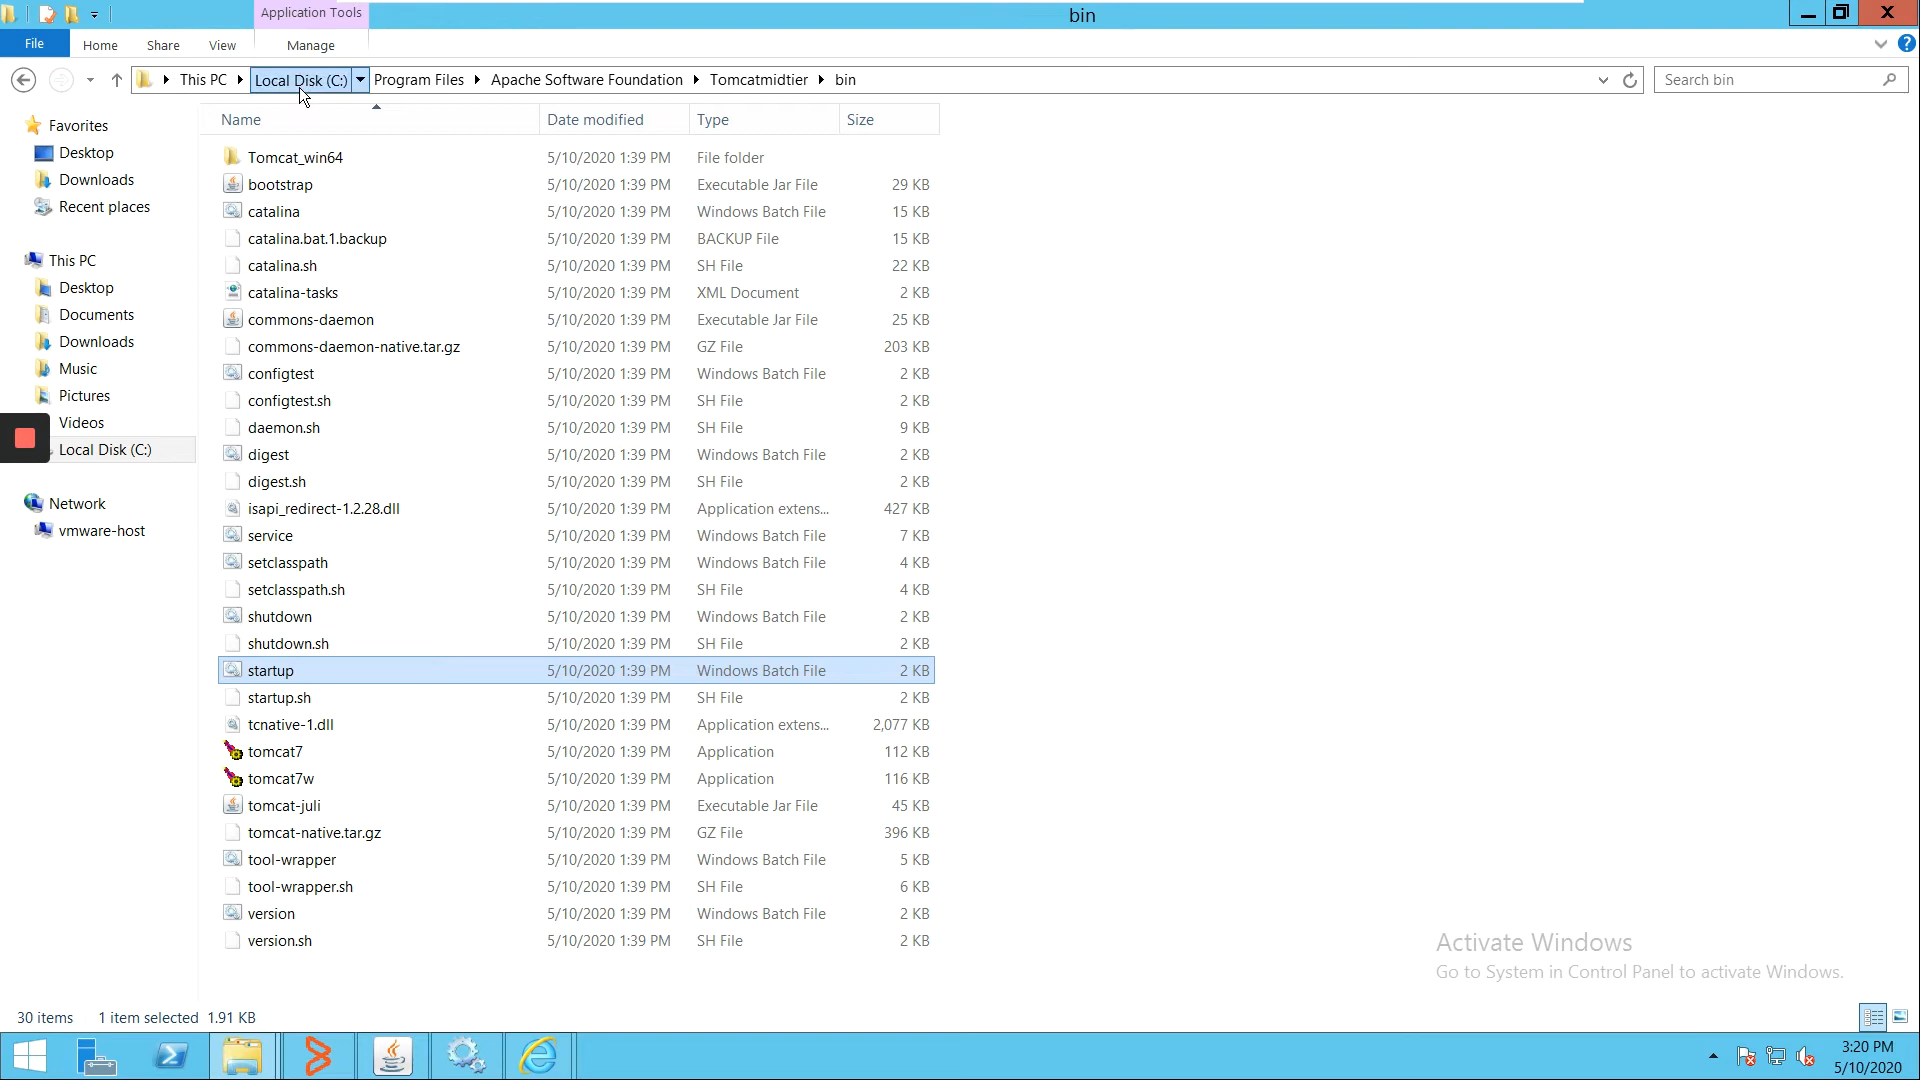 Application Tools
bin
File Home Share View Manage
This PC Local Disk (C:) Program Files Apache Software Foundation Tomcatmidtier bin
Search bin
Favorites
Desktop
Downloads
Recent places
This PC
Desktop
Documents
Downloads
Music
Pictures
Videos
Local Disk (C:)
Network
vmware-host
Name Date modified Type Size
Tomcat_win64 5/10/2020 1:39 PM File folder
bootstrap 5/10/2020 1:39 PM Executable Jar File 29 KB
catalina 5/10/2020 1:39 PM Windows Batch File 15 KB
catalina.bat.1.backup 5/10/2020 1:39 PM BACKUP File 15 KB
catalina.sh 5/10/2020 1:39 PM SH File 22 KB
catalina-tasks 5/10/2020 1:39 PM XML Document 2 KB
commons-daemon 5/10/2020 1:39 PM Executable Jar File 25 KB
commons-daemon-native.tar.gz 5/10/2020 1:39 PM GZ File 203 KB
configtest 5/10/2020 1:39 PM Windows Batch File 2 KB
configtest.sh 5/10/2020 1:39 PM SH File 2 KB
daemon.sh 5/10/2020 1:39 PM SH File 9 KB
digest 5/10/2020 1:39 PM Windows Batch File 2 KB
digest.sh 5/10/2020 1:39 PM SH File 2 KB
isapi_redirect-1.2.28.dll 5/10/2020 1:39 PM Application extens... 427 KB
service 5/10/2020 1:39 PM Windows Batch File 7 KB
setclasspath 5/10/2020 1:39 PM Windows Batch File 4 KB
setclasspath.sh 5/10/2020 1:39 PM SH File 4 KB
shutdown 5/10/2020 1:39 PM Windows Batch File 2 KB
shutdown.sh 5/10/2020 1:39 PM SH File 2 KB
startup 5/10/2020 1:39 PM Windows Batch File 2 KB
startup.sh 5/10/2020 1:39 PM SH File 2 KB
tcnative-1.dll 5/10/2020 1:39 PM Application extens... 2,077 KB
tomcat7 5/10/2020 1:39 PM Application 112 KB
tomcat7w 5/10/2020 1:39 PM Application 116 KB
tomcat-juli 5/10/2020 1:39 PM Executable Jar File 45 KB
tomcat-native.tar.gz 5/10/2020 1:39 PM GZ File 396 KB
tool-wrapper 5/10/2020 1:39 PM Windows Batch File 5 KB
tool-wrapper.sh 5/10/2020 1:39 PM SH File 6 KB
version 5/10/2020 1:39 PM Windows Batch File 2 KB
version.sh 5/10/2020 1:39 PM SH File 2 KB
Activate Windows
Go to System in Control Panel to activate Windows.
30 items 1 item selected 1.91 KB
3:20 PM
5/10/2020